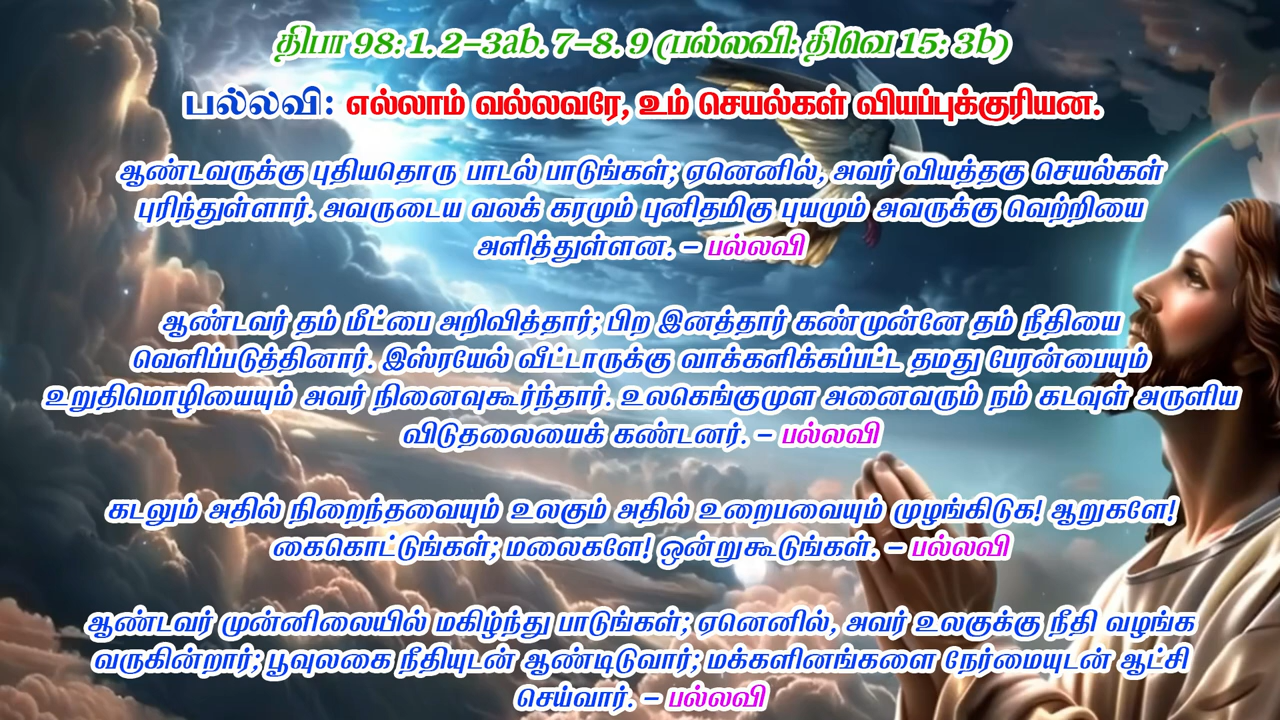 திபா 98: 1. 2-3ab. 7-8. 9 (பல்லவி: திவெ 15: 3b)
பல்லவி: எல்லாம் வல்லவரே, உம் செயல்கள் வியப்புக்குரியன.
ஆண்டவருக்கு புதியதொரு பாடல் பாடுங்கள்; ஏனெனில், அவர் வியத்தகு செயல்கள்
புரிந்துள்ளார். அவருடைய வலக் கரமும் புனிதமிகு புயமும் அவருக்கு வெற்றியை
அளித்துள்ளன. – பல்லவி
ஆண்டவர் தம் மீட்பை அறிவித்தார்; பிற இனத்தார் கண்முன்னே தம் நீதியை
வெளிப்படுத்தினார். இஸ்ரயேல் வீட்டாருக்கு வாக்களிக்கப்பட்ட தமது பேரன்பையும்
உறுதிமொழியையும் அவர் நினைவுகூர்ந்தார். உலகெங்குமுள அனைவரும் நம் கடவுள் அருளிய
விடுதலையைக் கண்டனர். – பல்லவி
கடலும் அதில் நிறைந்தவையும் உலகும் அதில் உறைபவையும் முழங்கிடுக! ஆறுகளே!
கைகொட்டுங்கள்; மலைகளே! ஒன்றுகூடுங்கள். – பல்லவி
ஆண்டவர் முன்னிலையில் மகிழ்ந்து பாடுங்கள்; ஏனெனில், அவர் உலகுக்கு நீதி வழங்க
வருகின்றார்; பூவுலகை நீதியுடன் ஆண்டிடுவார்; மக்களினங்களை நேர்மையுடன் ஆட்சி
செய்வார். – பல்லவி